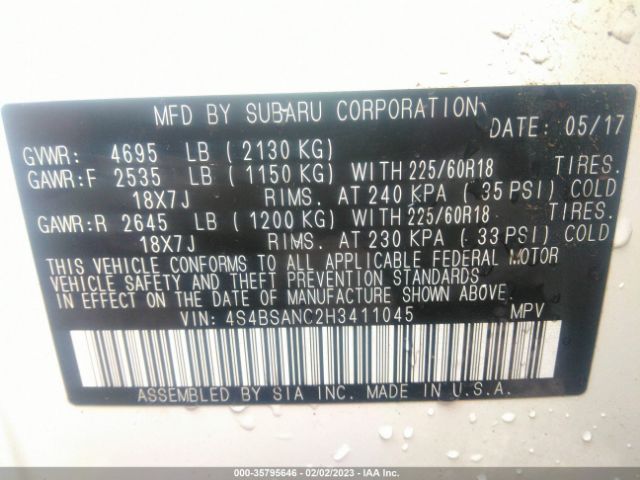 MFD BY SUBARU CORPORATION
DATE: 05/17
GVWR: 4695 LB ( 2130 KG)
GAWR:F 2535 LB ( 1150 KG) WITH 225/60R18 TIRES.
18X7J RIMS. AT 240 KPA ( 35 PSI) COLD
GAWR:R 2645 LB ( 1200 KG) WITH 225/60R18 TIRES.
18X7J RIMS. AT 230 KPA ( 33 PSI) COLD
THIS VEHICLE CONFORMS TO ALL APPLICABLE FEDERAL MOTOR
VEHICLE SAFETY AND THEFT PREVENTION STANDARDS
IN EFFECT ON THE DATE OF MANUFACTURE SHOWN ABOVE.
VIN: 4S4BSANC2H3411045 MPV
ASSEMBLED BY SIA INC. MADE IN U.S.A.
000-35795646 - 02/02/2023 - IAA Inc.